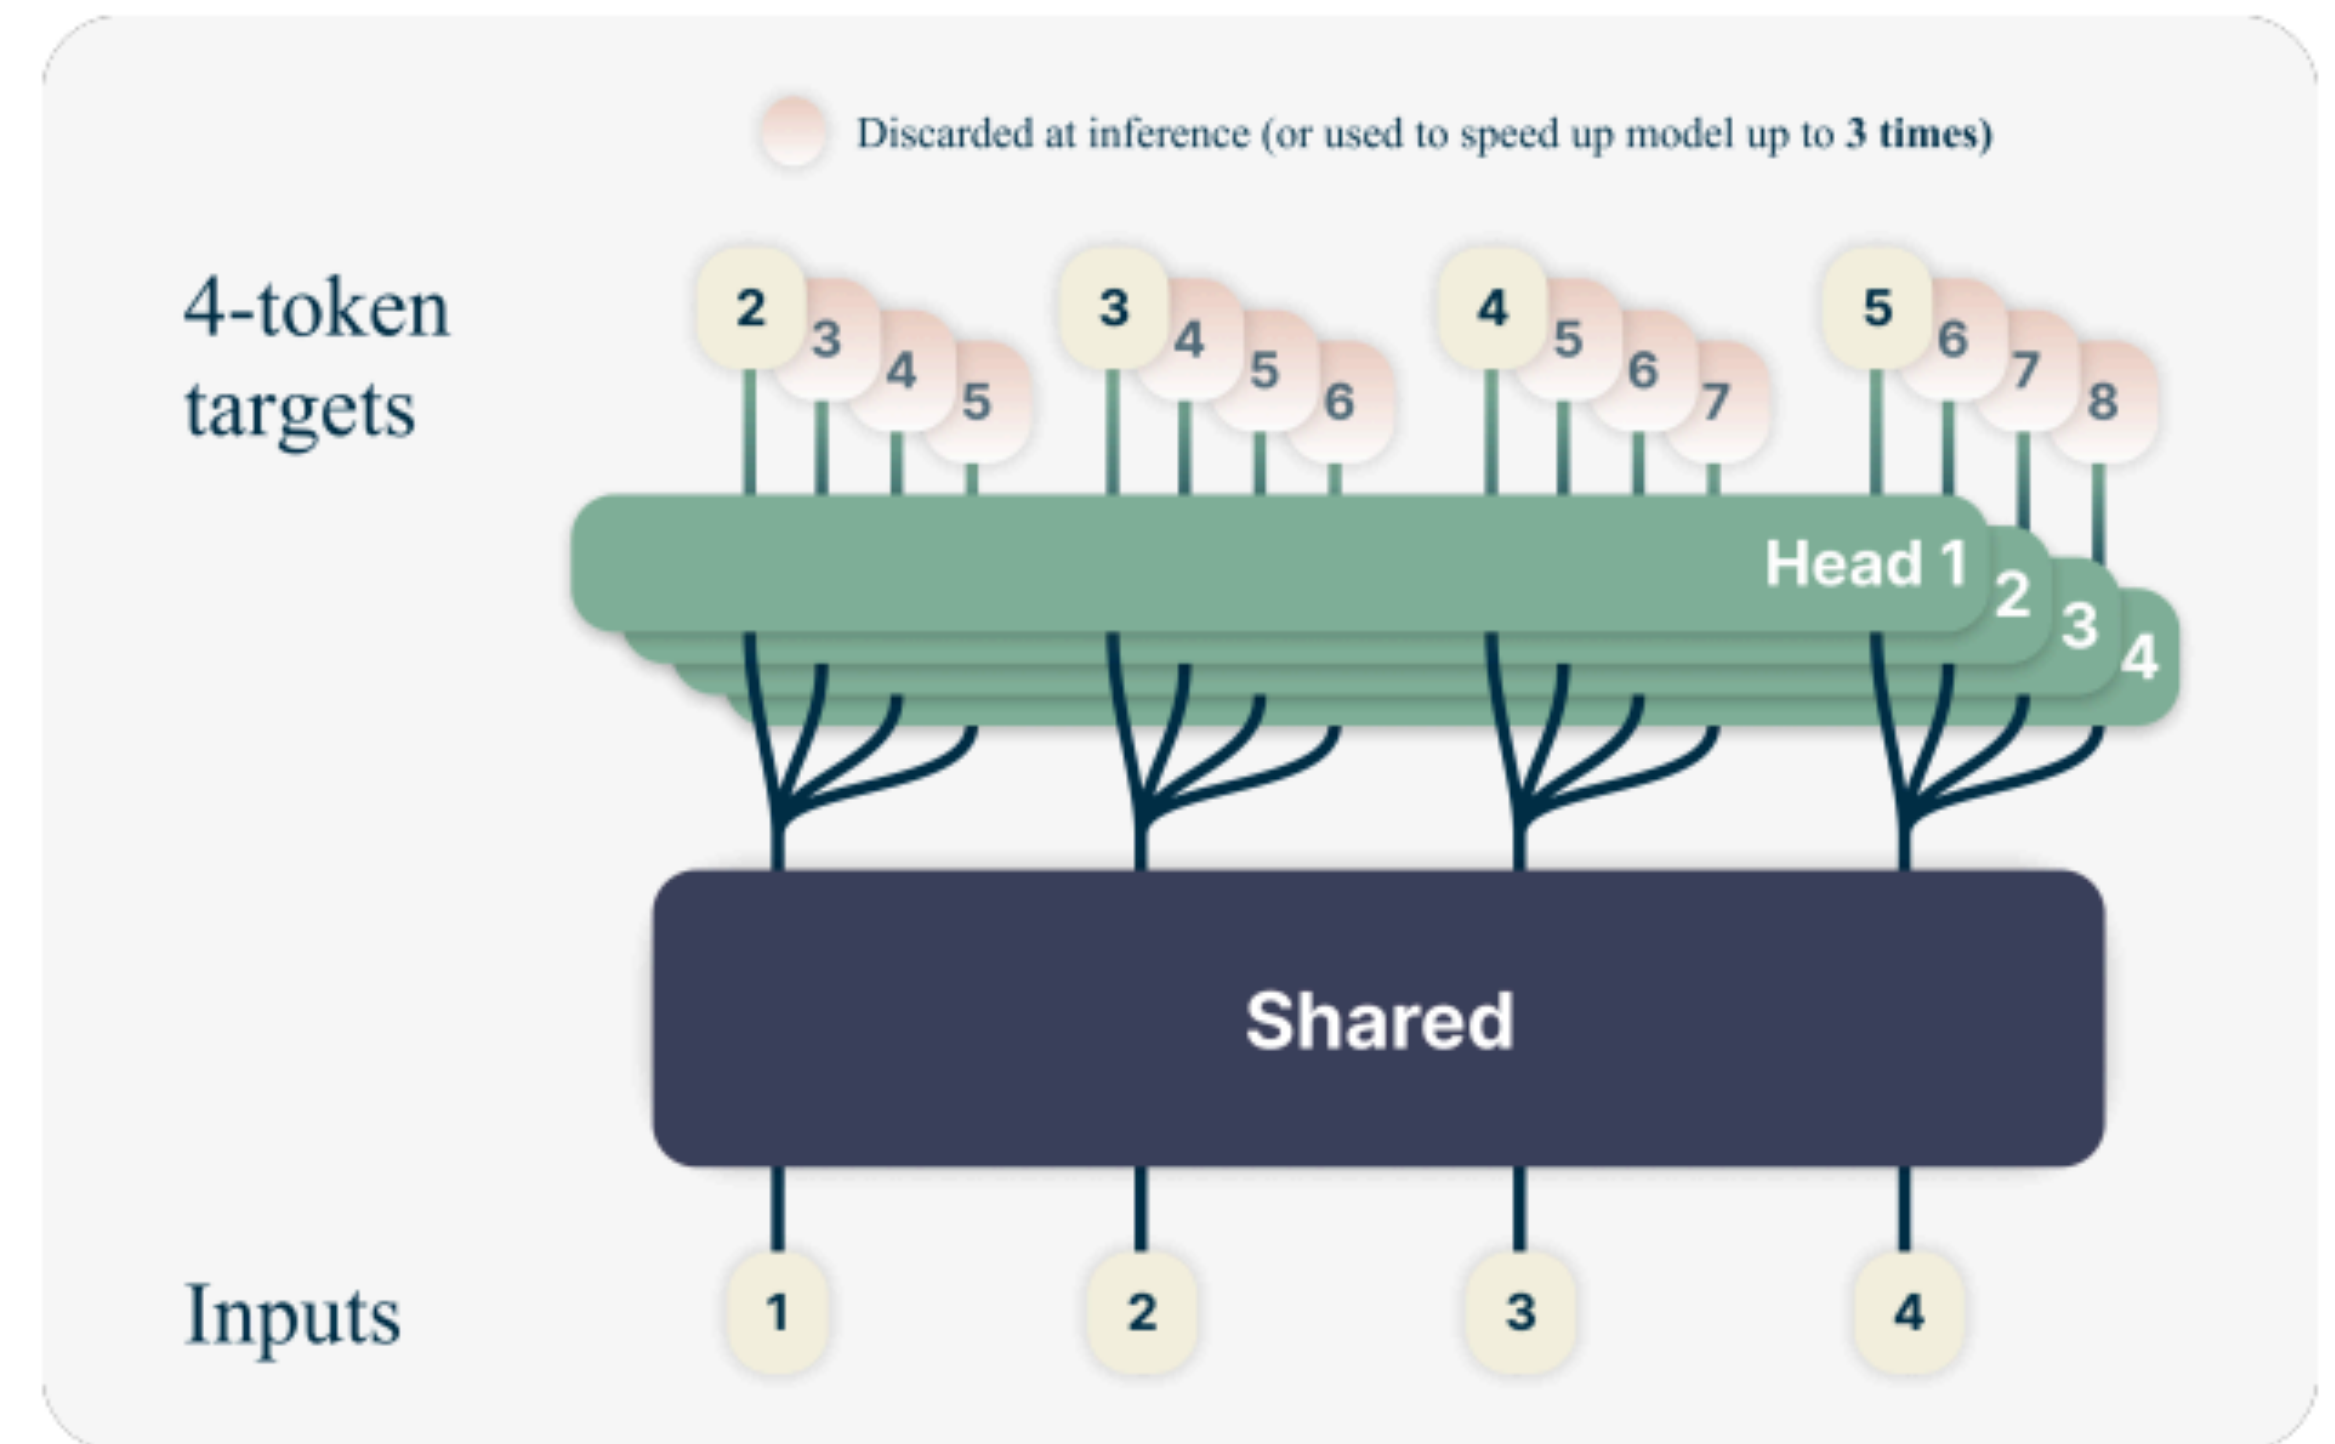 Discarded at inference (or used to speed up model up to 3 times)
4-token
targets
2 3 4 5 3 4 5 6 4 5 6 7 5 6 7 8
Head 1 2 3 4
Shared
Inputs
1 2 3 4